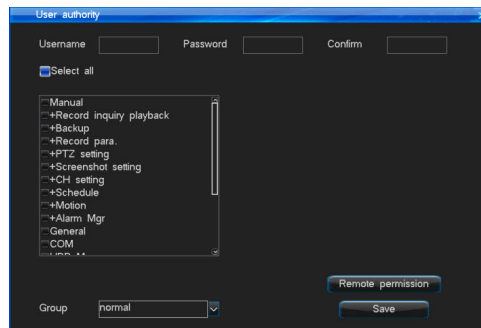 User authority
Username Password Confirm
Select all
Manual
+Record inquiry playback
+Backup
+Record para.
+PTZ setting
+Screenshot setting
+CH setting
+Schedule
+Motion
+Alarm Mgr
General
COM
Remote permission
Group normal Save